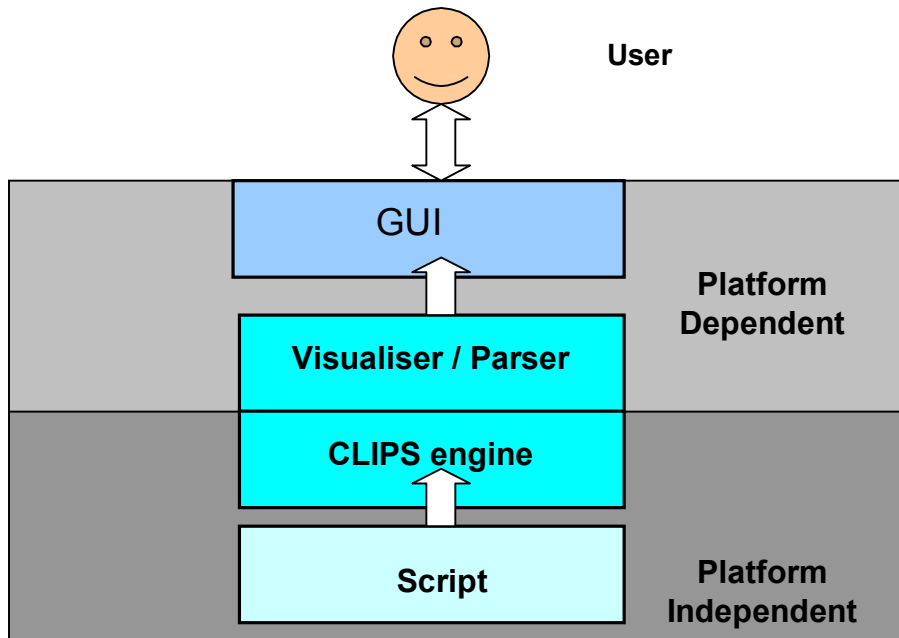 User
GUI
Platform
Dependent
Visualiser / Parser
CLIPS engine
Script
Platform
Independent